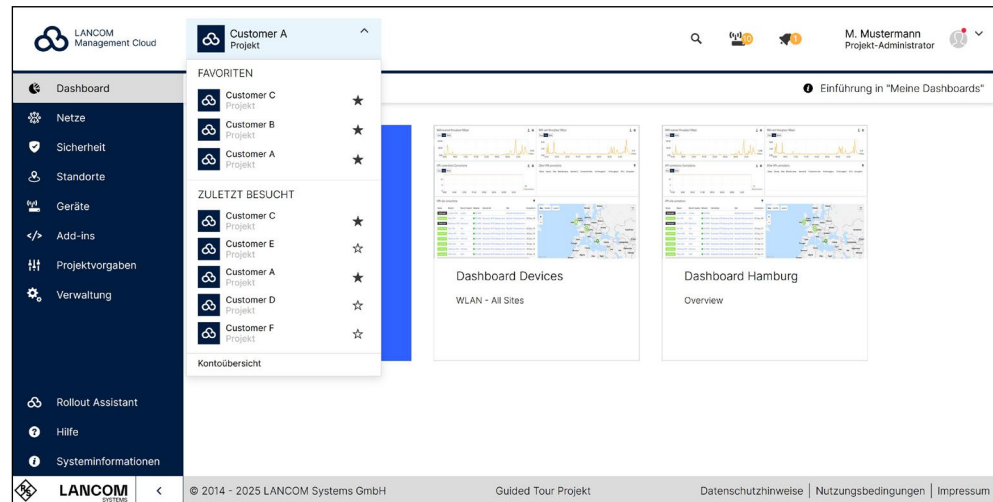 LANCOM
Management Cloud
Customer A
Projekt
10
1
M. Mustermann
Projekt-Administrator
FAVORITEN
Customer C
Projekt
Customer B
Projekt
Customer A
Projekt
ZULETZT BESUCHT
Customer C
Projekt
Customer E
Projekt
Customer A
Projekt
Customer D
Projekt
Customer F
Projekt
Kontoübersicht
Dashboard
Netze
Sicherheit
Standorte
Geräte
Add-ins
Projektvorgaben
Verwaltung
Rollout Assistant
Hilfe
Systeminformationen
Einführung in "Meine Dashboards"
Dashboard Devices
WLAN - All Sites
Dashboard Hamburg
Overview
R&S
LANCOM
SYSTEMS
© 2014 - 2025 LANCOM Systems GmbH
Guided Tour Projekt
Datenschutzhinweise | Nutzungsbedingungen | Impressum